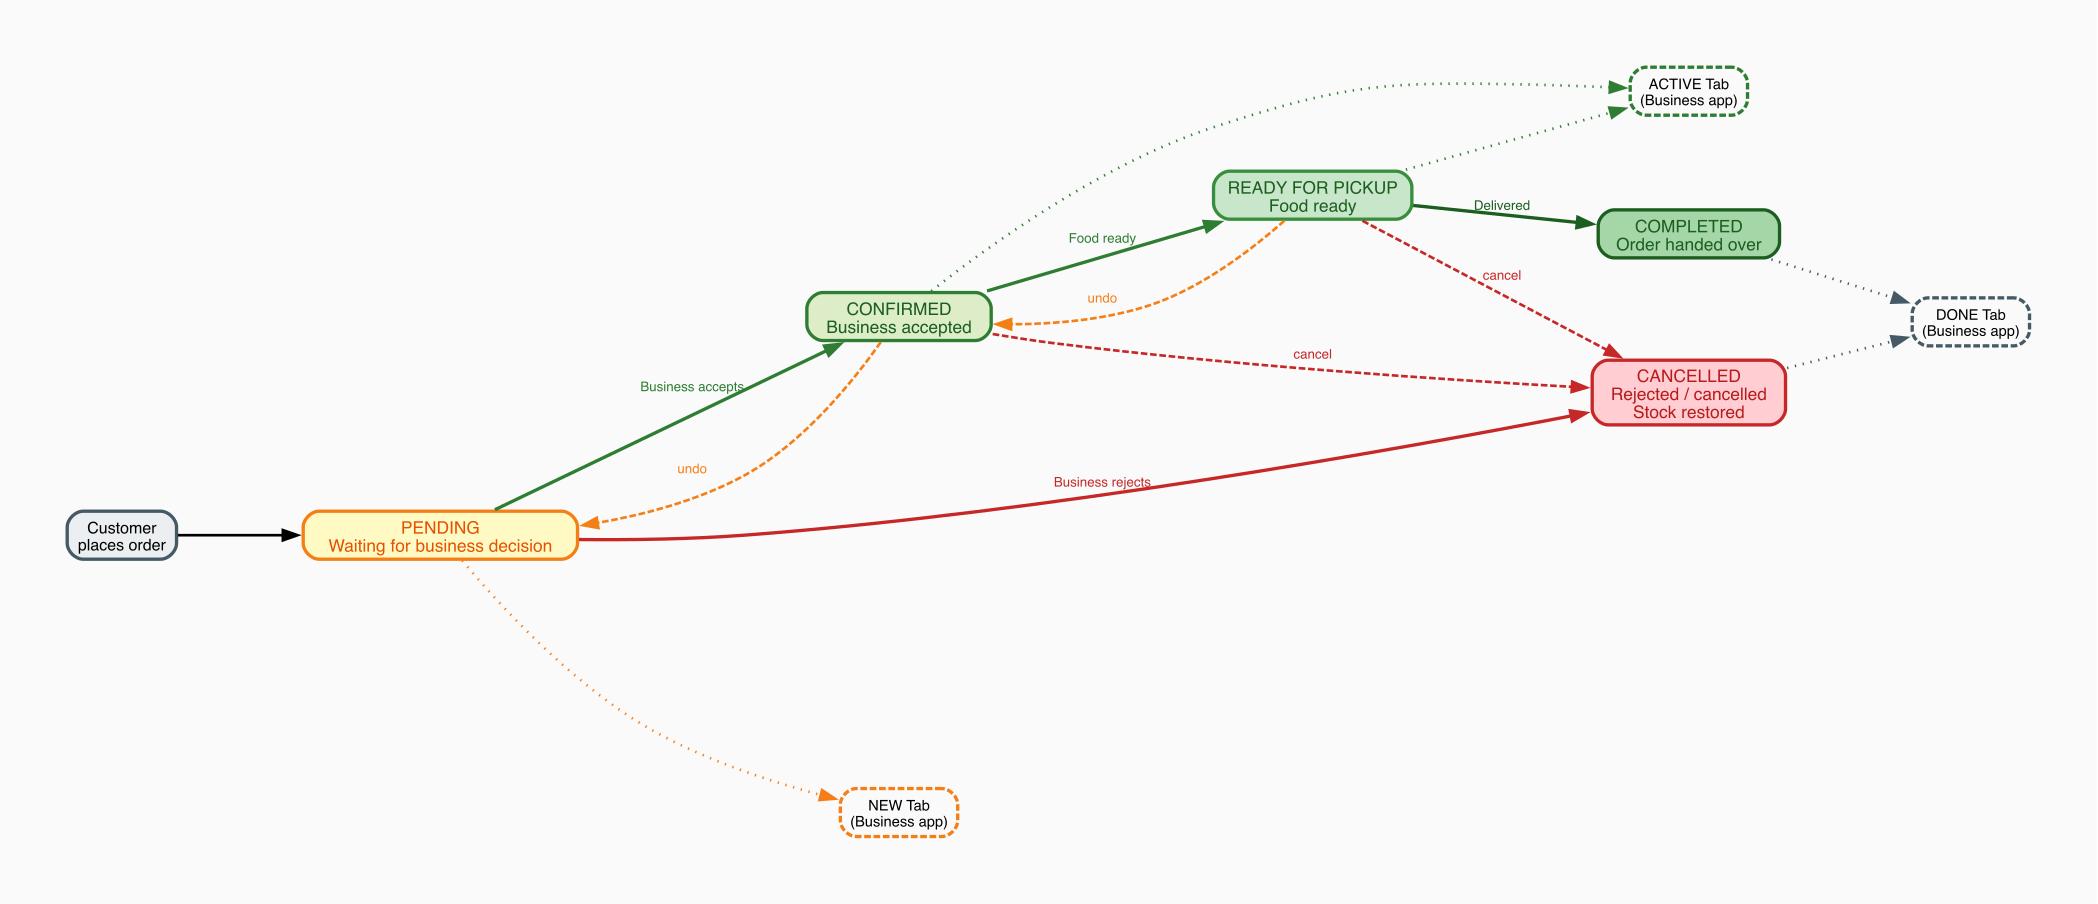 ACTIVE Tab
(Business app)
READY FOR PICKUP
Food ready
Delivered
COMPLETED
Order handed over
Food ready
cancel
undo
CONFIRMED
Business accepted
DONE Tab
(Business app)
cancel
CANCELLED
Rejected / cancelled
Stock restored
Business accepts
undo
Business rejects
Customer
places order
PENDING
Waiting for business decision
NEW Tab
(Business app)